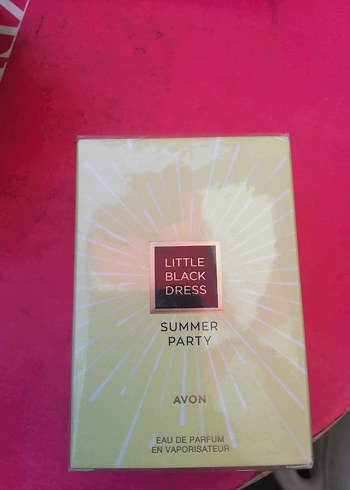 LITTLE
BLACK
DRESS
SUMMER
PARTY
AVON
EAU DE PARFUM
EN VAPORISATEUR